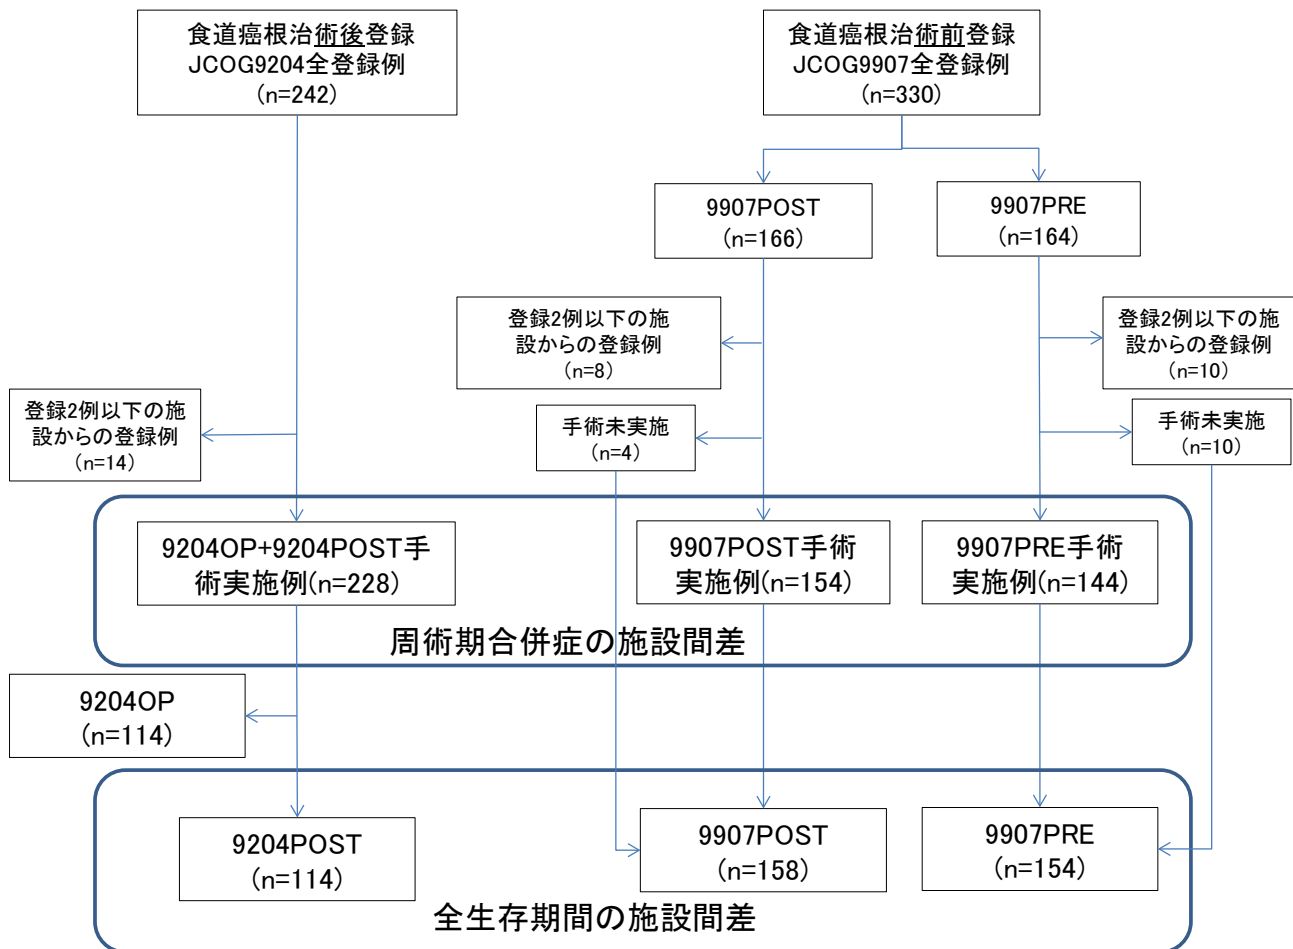 食道癌根治術後登録
JCOG9204全登録例
(n=242)
食道癌根治術前登録
JCOG9907全登録例
(n=330)
9907POST
(n=166)
9907PRE
(n=164)
登録2例以下の施
設からの登録例
(n=8)
登録2例以下の施
設からの登録例
(n=10)
登録2例以下の施
設からの登録例
(n=14)
手術未実施
(n=4)
手術未実施
(n=10)
9204OP+9204POST手
術実施例(n=228)
9907POST手術
実施例(n=154)
9907PRE手術
実施例(n=144)
周術期合併症の施設間差
9204OP
(n=114)
9204POST
(n=114)
9907POST
(n=158)
9907PRE
(n=154)
全生存期間の施設間差